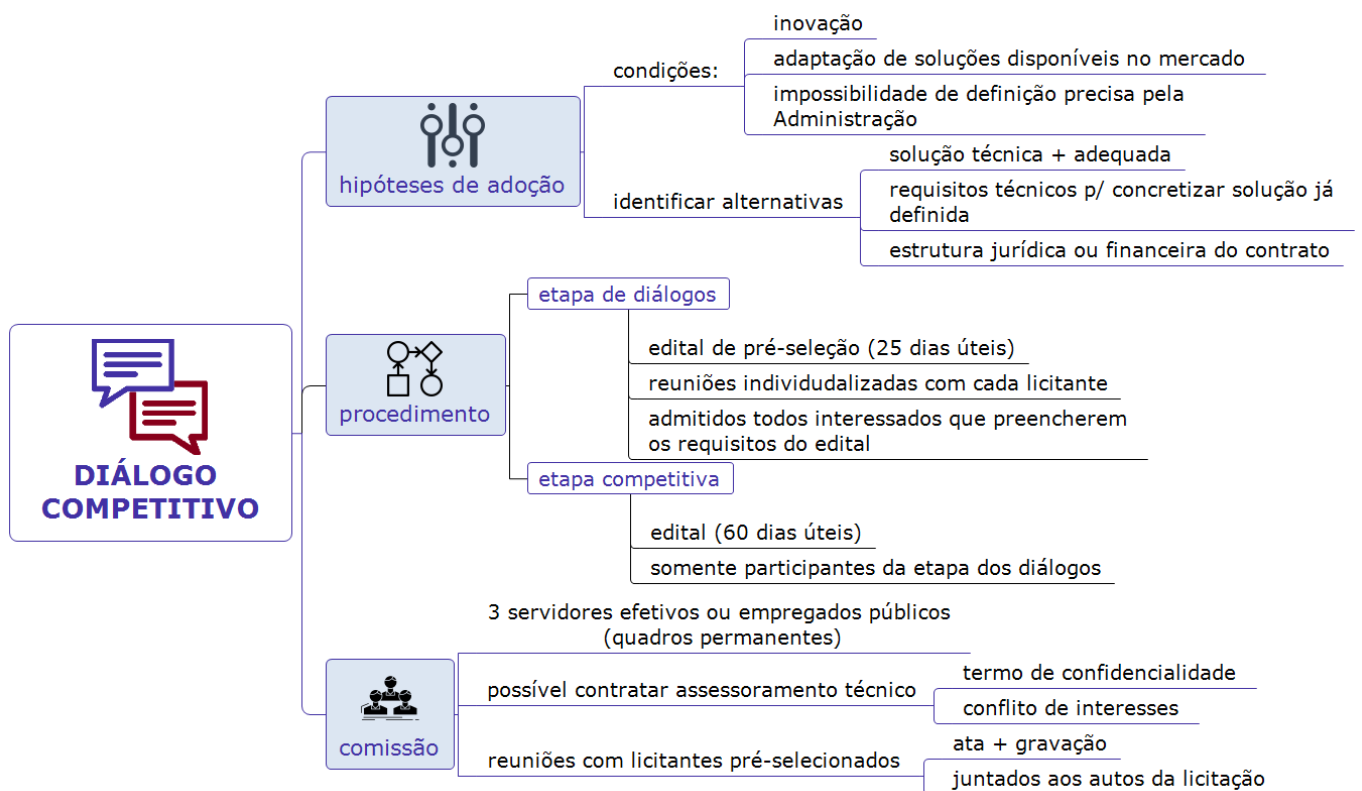 DIÁLOGO
COMPETITIVO
hipóteses de adoção
condições:
inovação
adaptação de soluções disponíveis no mercado
impossibilidade de definição precisa pela
Administração
identificar alternativas
solução técnica + adequada
requisitos técnicos p/ concretizar solução já
definida
estrutura jurídica ou financeira do contrato
procedimento
etapa de diálogos
edital de pré-seleção (25 dias úteis)
reuniões individudalizadas com cada licitante
admitidos todos interessados que preencherem
os requisitos do edital
etapa competitiva
edital (60 dias úteis)
somente participantes da etapa dos diálogos
comissão
3 servidores efetivos ou empregados públicos
(quadros permanentes)
possível contratar assessoramento técnico
termo de confidencialidade
conflito de interesses
reuniões com licitantes pré-selecionados
ata + gravação
juntados aos autos da licitação